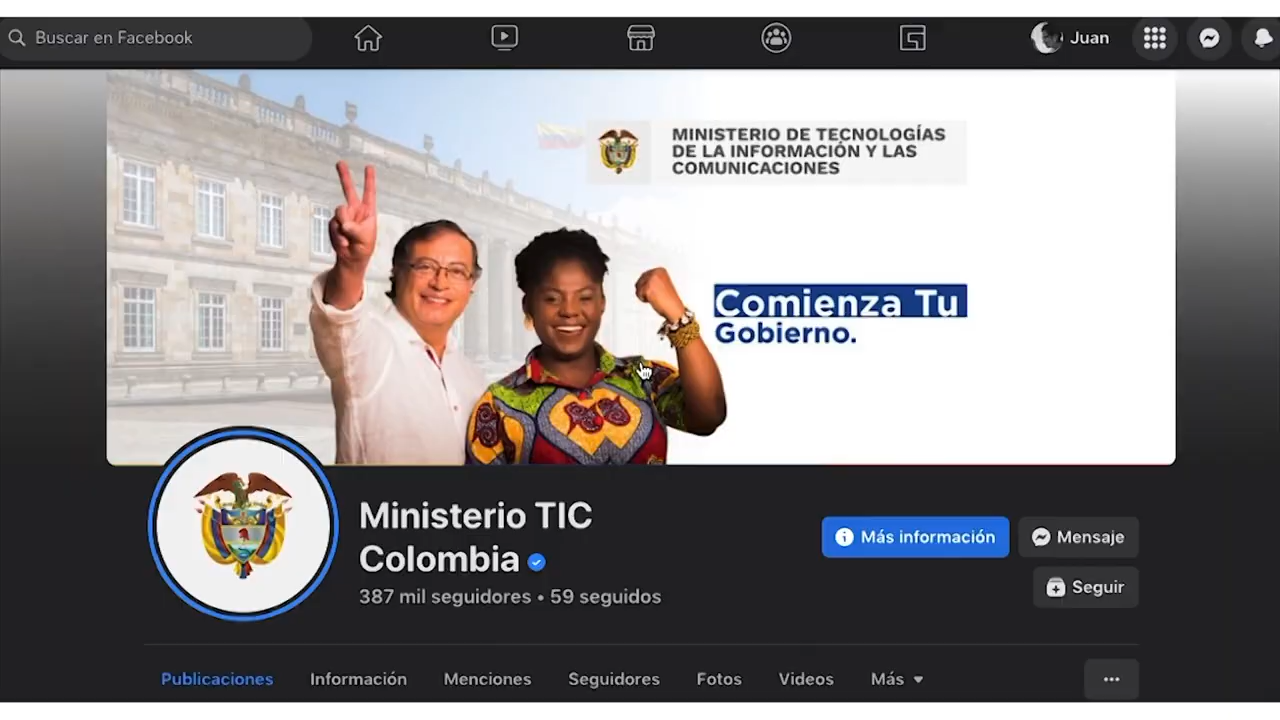 Buscar en Facebook
Juan
MINISTERIO DE TECNOLOGÍAS
DE LA INFORMACIÓN Y LAS
COMUNICACIONES
Comienza Tu
Gobierno.
Ministerio TIC
Colombia
387 mil seguidores • 59 seguidos
Más información
Mensaje
Seguir
Publicaciones
Información
Menciones
Seguidores
Fotos
Videos
Más